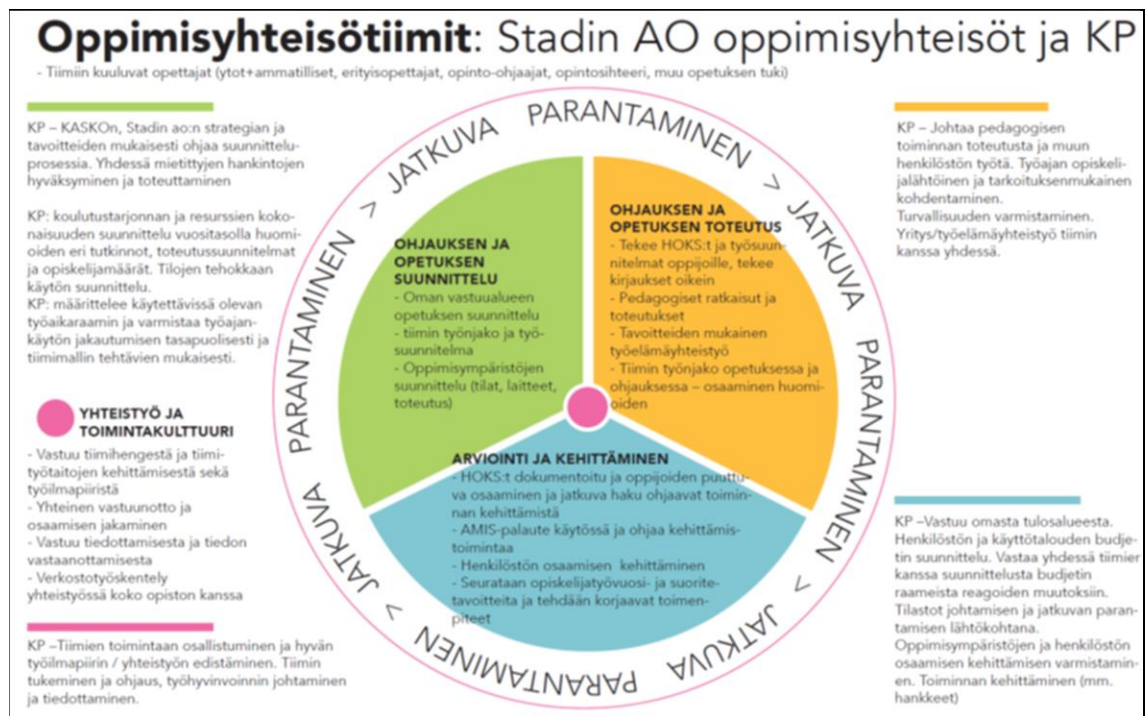 Oppimisyhteisötiimit: Stadin AO oppimisyhteisöt ja KP
- Tiimiin kuuluvat opettajat (ytot+ammatilliset, erityisopettajat, opinto-ohjaajat, opintosihteeri, muu opetuksen tuki)
KP – KASKOn, Stadin ao:n strategian ja
tavoitteiden mukaisesti ohjaa suunnittelu-
prosessia. Yhdessä mietittyjen hankintojen
hyväksyminen ja toteuttaminen
KP: koulutustarjonnan ja resurssien koko-
naisuuden suunnittelu vuositasolla huomi-
oiden eri tutkinnot, toteutussuunnitelmat
ja opiskelijamäärät. Tilojen tehokkaan
käytön suunnittelu.
KP: määrittelee käytettävissä olevan
työaikaraamin ja varmistaa työajan-
käytön jakautumisen tasapuolisesti ja
tiimimallin tehtävien mukaisesti.
YHTEISTYÖ JA
TOIMINTAKULTTUURI
- Vastuu tiimihengestä ja tiimi-
työtaitojen kehittämisestä sekä
työilmapiiristä
- Yhteinen vastuunotto ja
osaamisen jakaminen
- Vastuu tiedottamisesta ja tiedon
vastaanottamisesta
- Verkostotyöskentely
yhteistyössä koko opiston kanssa
KP –Tiimien toimintaan osallistuminen ja hyvän
työilmapiirin / yhteistyön edistäminen. Tiimin
tukeminen ja ohjaus, työhyvinvoinnin johtaminen
ja tiedottaminen.
JATKUVA PARANTAMINEN > JATKUVA PARANTAMINEN > JATKUVA PARANTAMINEN > JATKUVA PARANTAMINEN >
OHJAUKSEN JA
OPETUKSEN
SUUNNITTELU
- Oman vastuualueen
opetuksen suunnittelu
- tiimin työnjako ja työ-
suunnitelma
- Oppimisympäristöjen
suunnittelu (tilat, laitteet,
toteutus)
OHJAUKSEN JA
OPETUKSEN TOTEUTUS
- Tekee HOKS:t ja työsuun-
nitelmat oppijoille, tekee
kirjaukset oikein
- Pedagogiset ratkaisut ja
toteutukset
- Tavoitteiden mukainen
työelämäyhteistyö
- Tiimin työnjako opetuksessa ja
ohjauksessa – osaaminen huomi-
oiden
ARVIOINTI JA KEHITTÄMINEN
- HOKS:t dokumentoitu ja oppijoiden puuttu-
va osaaminen ja jatkuva haku ohjaavat toimin-
nan kehittämistä
- AMIS-palaute käytössä ja ohjaa kehittämis-
toimintaa
- Henkilöstön osaamisen kehittäminen
- Seurataan opiskelijatyövuosi- ja suorite-
tavoitteita ja tehdään korjaavat toimen-
piteet
KP – Johtaa pedagogisen
toiminnan toteutusta ja muun
henkilöstön työtä. Työajan opiskeli-
jalähtöinen ja tarkoituksenmukainen
kohdentaminen.
Turvallisuuden varmistaminen.
Yritys/työelämäyhteistyö tiimin
kanssa yhdessä.
KP –Vastuu omasta tulosalueesta.
Henkilöstön ja käyttötalouden budje-
tin suunnittelu. Vastaa yhdessä tiimier
kanssa suunnittelusta budjetin
raameista reagoiden muutoksiin.
Tilastot johtamisen ja jatkuvan paran-
tamisen lähtökohtana.
Oppimisympäristöjen ja henkilöstön
osaamisen kehittämisen varmistamin-
en. Toiminnan kehittäminen (mm.
hankkeet)